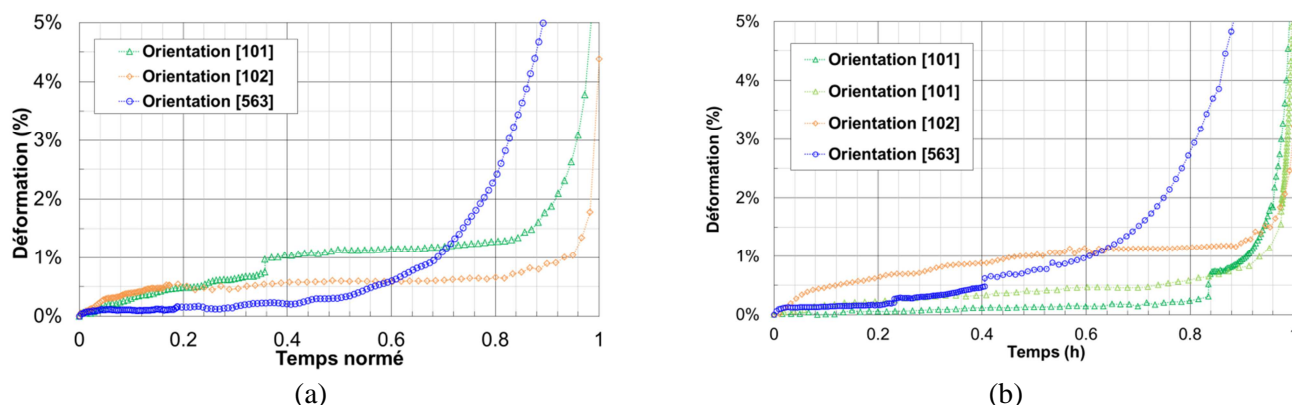 5%
4%
3%
2%
1%
0%
Déformation (%)
Orientation [101]
Orientation [102]
Orientation [563]
0
0.2
0.4
0.6
0.8
1
Temps normé
(a)
5%
4%
3%
2%
1%
0%
Déformation (%)
Orientation [101]
Orientation [101]
Orientation [102]
Orientation [563]
0
0.2
0.4
0.6
0.8
1
Temps (h)
(b)